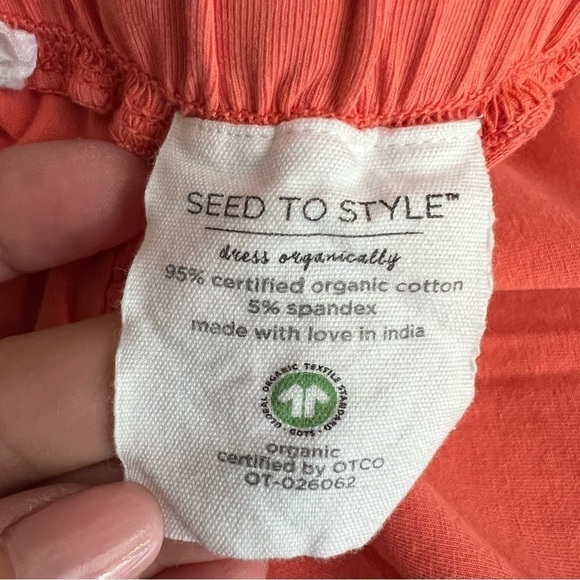 SEED TO STYLE™
dress organically
95% certified organic cotton
5% spandex
made with love in india
GLOBAL ORGANIC TEXTILE STANDARD · GOTS ·
organic
certified by OTCO
OT-026062